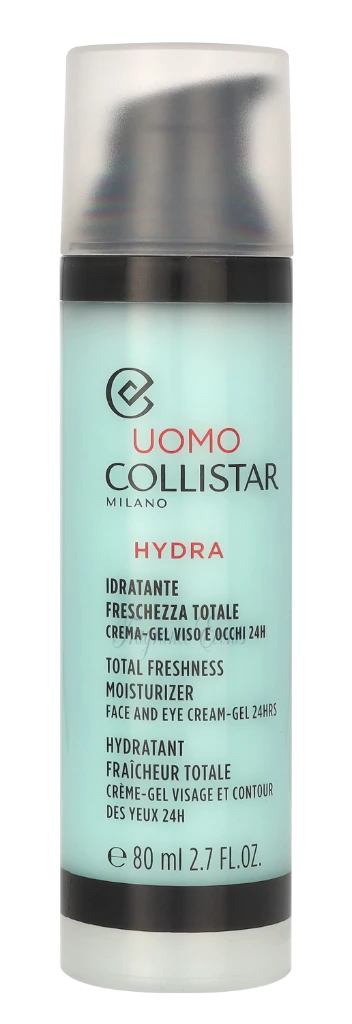 UOMO
COLLISTAR
MILANO
HYDRA
IDRATANTE
FRESCHEZZA TOTALE
CREMA-GEL VISO E OCCHI 24H
TOTAL FRESHNESS
MOISTURIZER
FACE AND EYE CREAM-GEL 24HRS
HYDRATANT
FRAÎCHEUR TOTALE
CRÈME-GEL VISAGE ET CONTOUR
DES YEUX 24H
℮ 80 ml 2.7 FL.OZ.